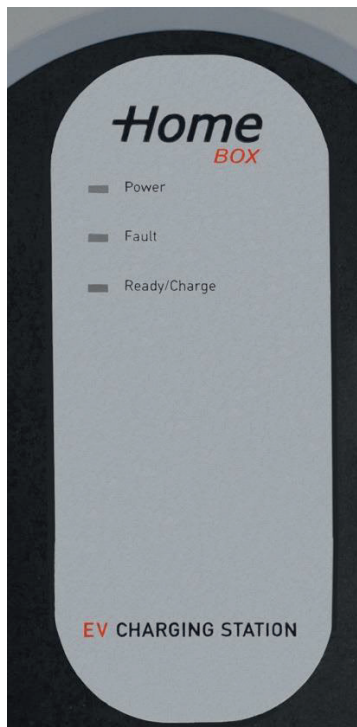 Home
BOX
Power
Fault
Ready/Charge
EV CHARGING STATION